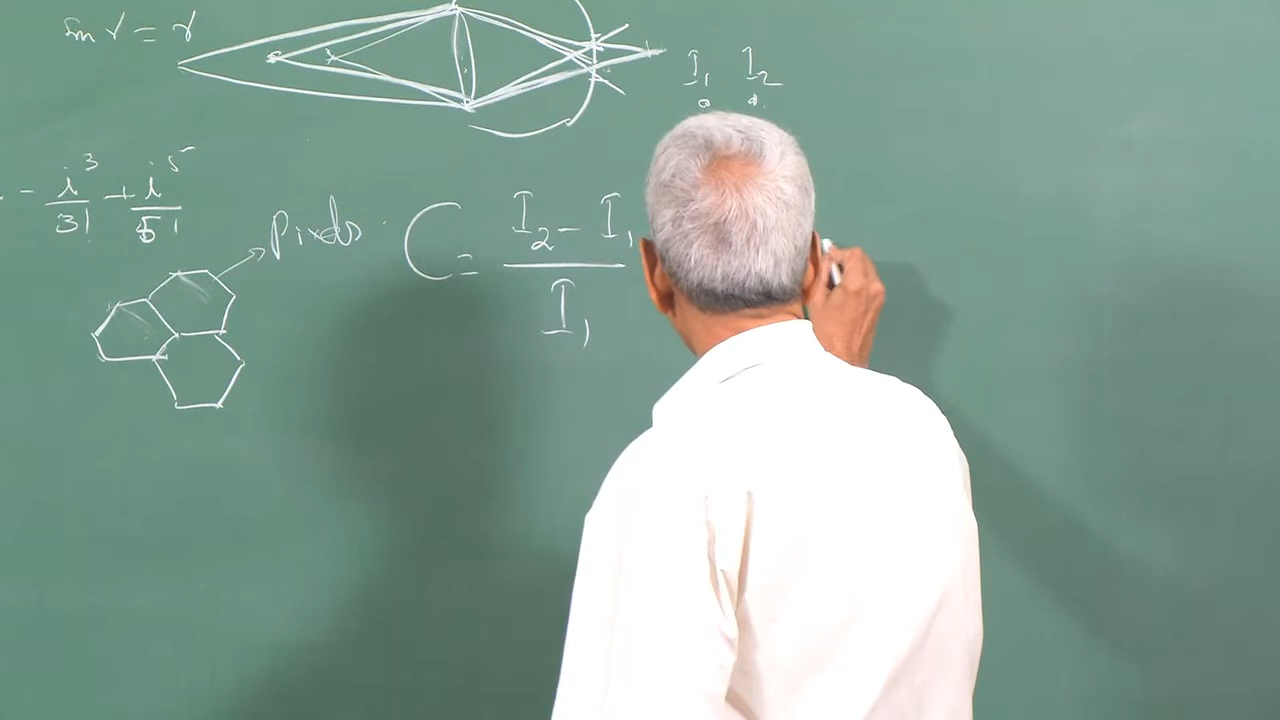 sin r = r
I₁ I₂
- i³/3! + i⁵/5!
Pixels
C = (I₂ - I₁)/I₁